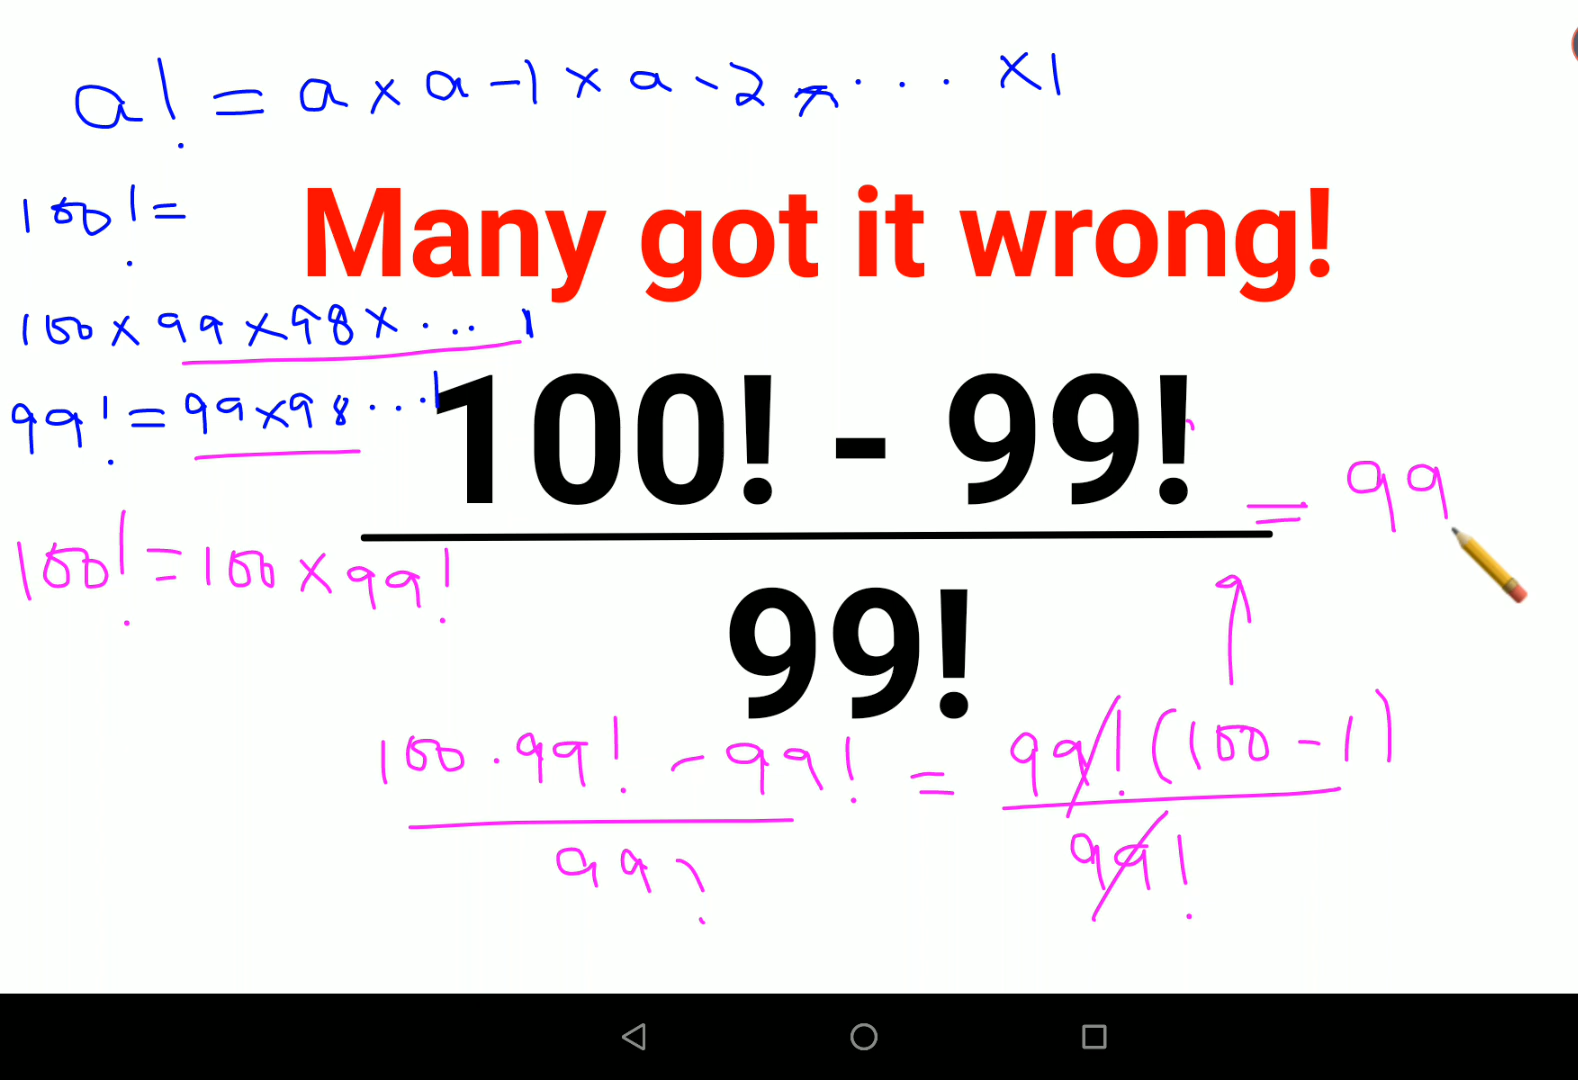 a! = a x a - 1 x a - 2 x ... x 1
100! =
Many got it wrong!
100 x 99 x 98 x ... 1
99! = 99 x 98 ... 1
100! - 99!
= 99
100! = 100 x 99!
99!
100 . 99! - 99! = 99! (100 - 1)
99! 99!